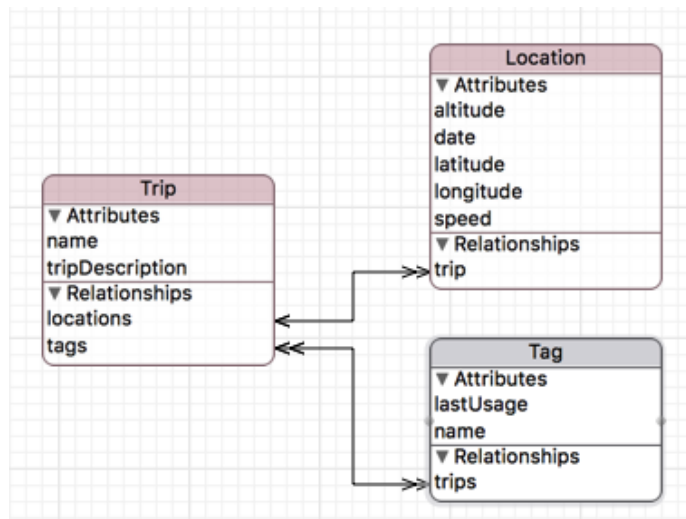 Trip
Attributes
name
tripDescription
Relationships
locations
tags
Location
Attributes
altitude
date
latitude
longitude
speed
Relationships
trip
Tag
Attributes
lastUsage
name
Relationships
trips